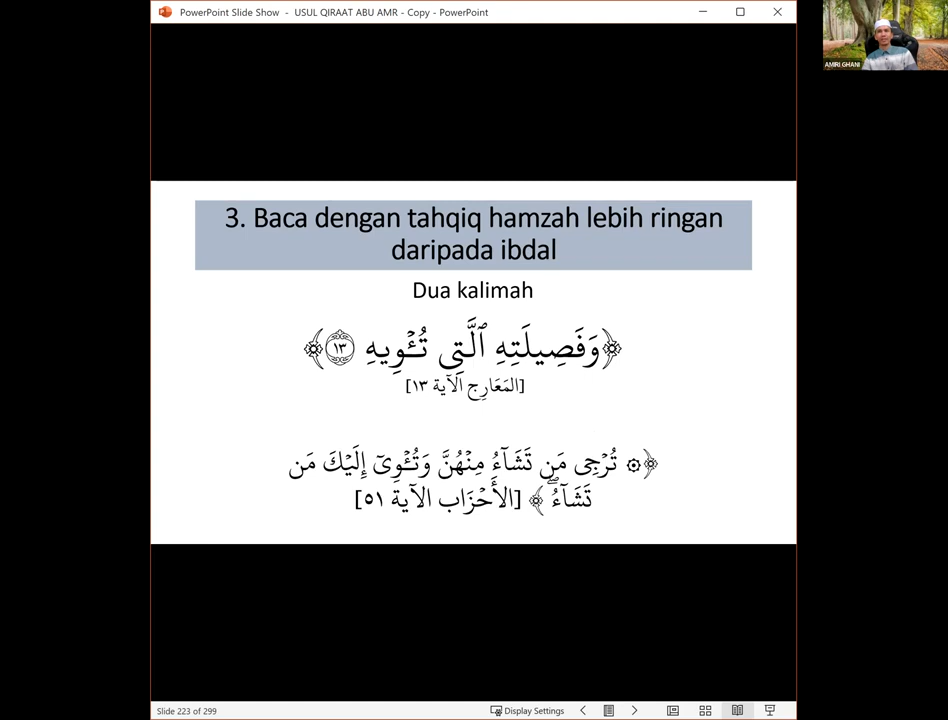 PowerPoint Slide Show - USUL QIRAAT ABU AMR - Copy - PowerPoint
AMIRI GHANI
3. Baca dengan tahqiq hamzah lebih ringan
daripada ibdal
Dua kalimah
﴿وَفَصِيلَتِهِ ٱلَّتِى تُـْٔوِيهِ ١٣﴾
[المَعَارِج الآية ١٣]
﴿۞ تُرۡجِى مَن تَشَآءُ مِنۡهُنَّ وَتُـْٔوِىٓ إِلَيۡكَ مَن
تَشَآءُۖ﴾ [الأَحۡزَاب الآية ٥١]
Slide 223 of 299
Display Settings